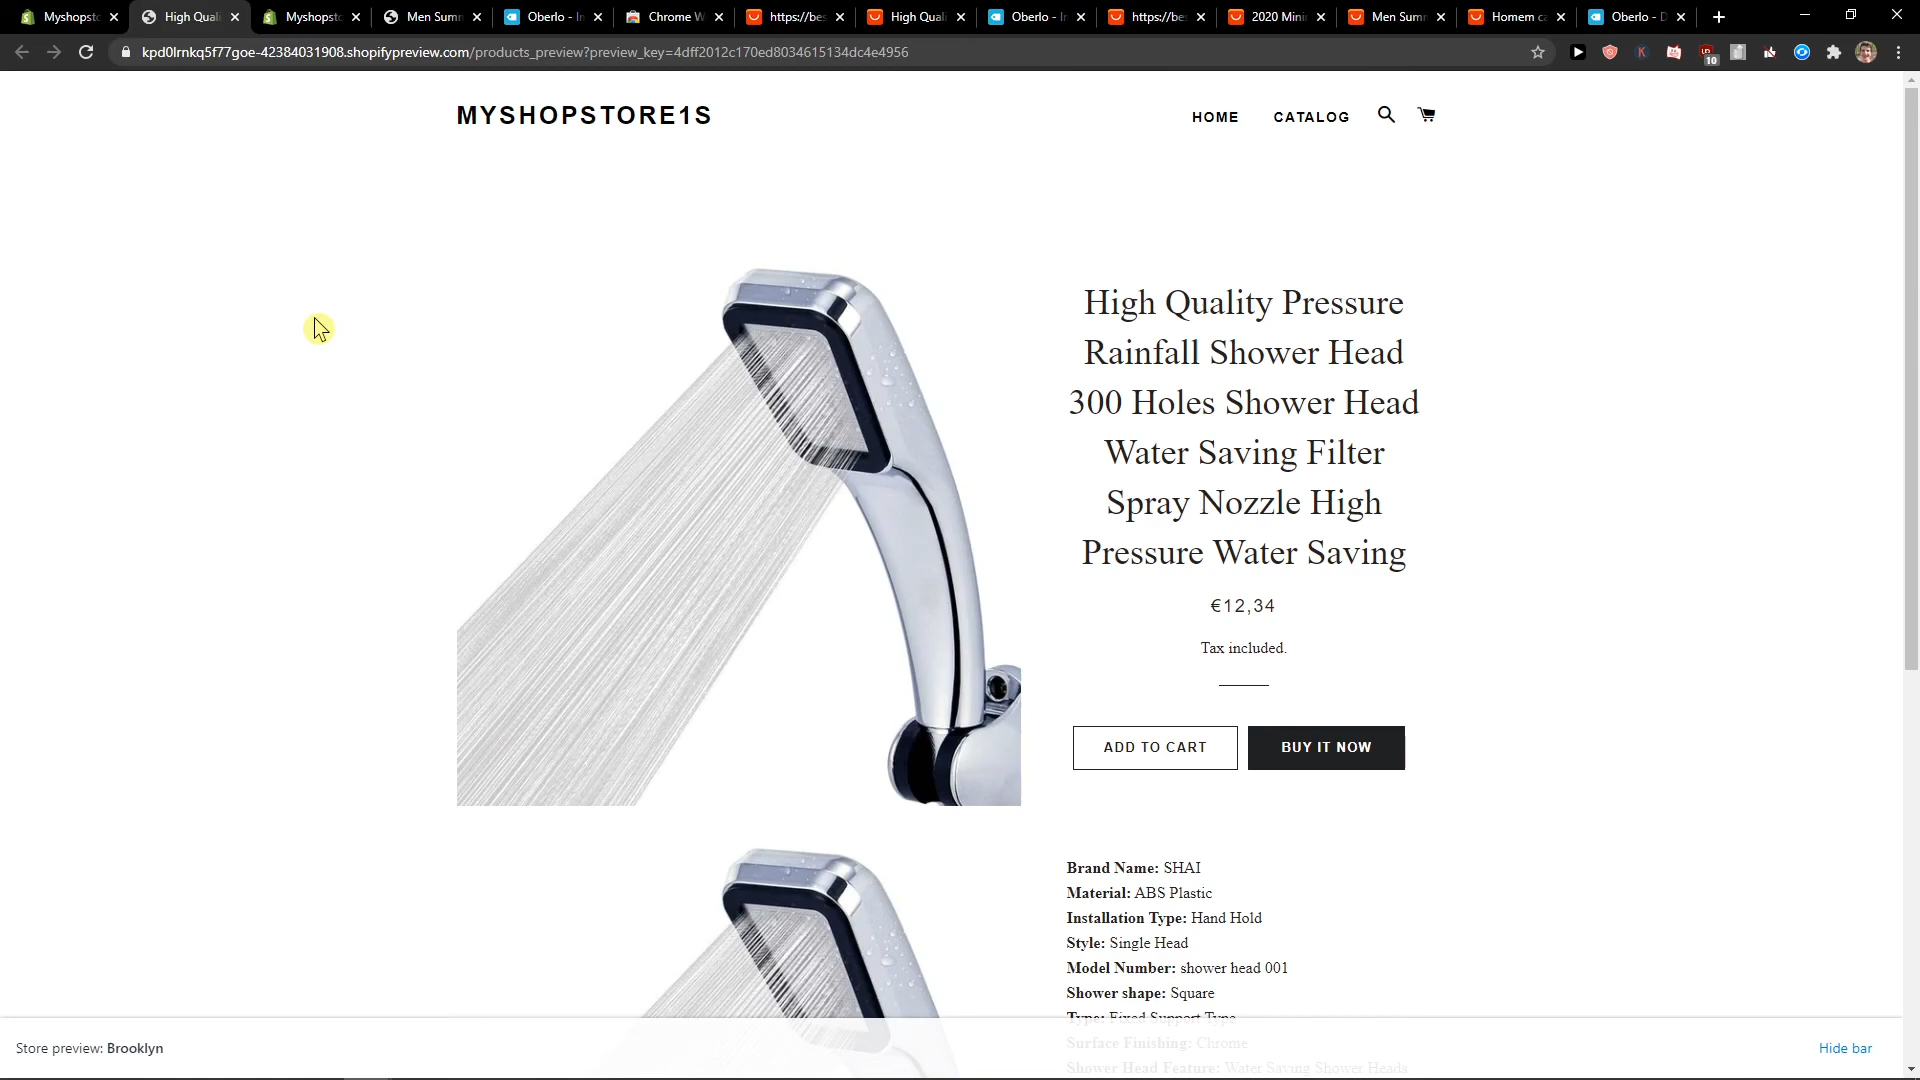 Myshopst
High Quali
Myshopst
Men Sum
Oberlo - I
Chrome W
https://bes
High Quali
Oberlo - I
https://bes
2020 Mini
Men Sum
Homem c
Oberlo - D
kpd0lrnkq5f77goe-42384031908.shopifypreview.com/products_preview?preview_key=4dff2012c170ed8034615134dc4e4956
10
MYSHOPSTORE1S
HOME
CATALOG
High Quality Pressure
Rainfall Shower Head
300 Holes Shower Head
Water Saving Filter
Spray Nozzle High
Pressure Water Saving
€12,34
Tax included.
ADD TO CART
BUY IT NOW
Brand Name: SHAI
Material: ABS Plastic
Installation Type: Hand Hold
Style: Single Head
Model Number: shower head 001
Shower shape: Square
Type: Fixed Support Type
Surface Finishing: Chrome
Shower Head Feature: Water Saving Shower Heads
Store preview: Brooklyn
Hide bar